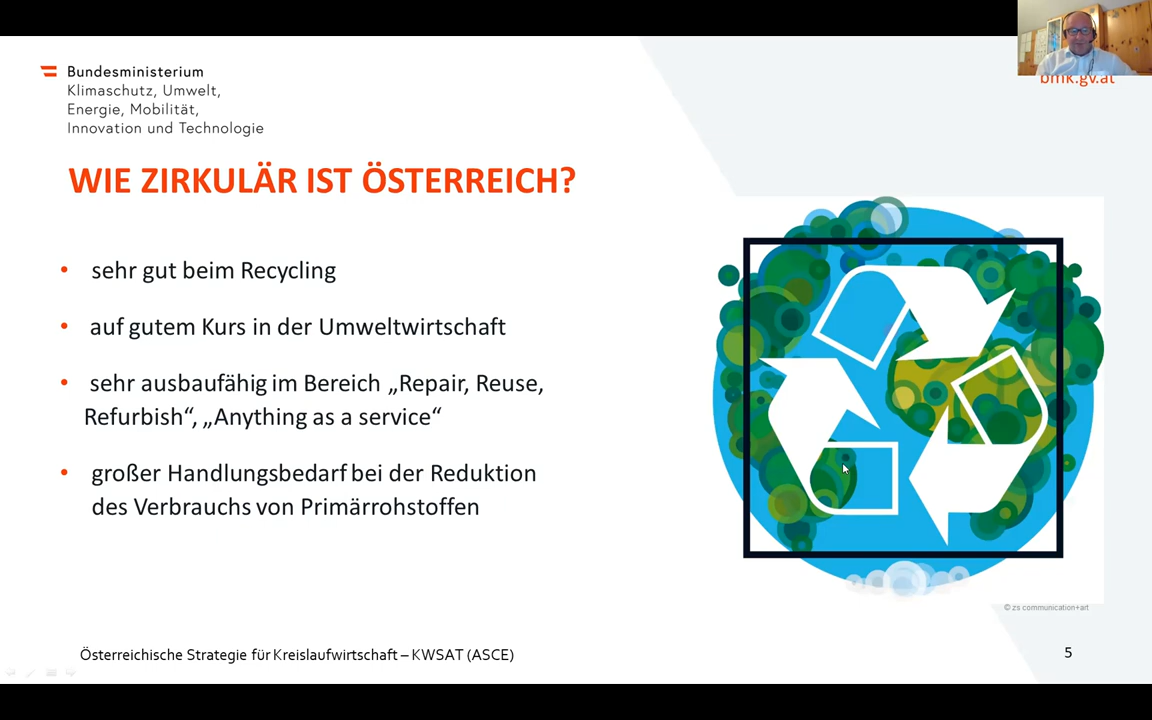 Bundesministerium
Klimaschutz, Umwelt,
Energie, Mobilität,
Innovation und Technologie
bmk.gv.at
WIE ZIRKULÄR IST ÖSTERREICH?
• sehr gut beim Recycling
• auf gutem Kurs in der Umweltwirtschaft
• sehr ausbaufähig im Bereich „Repair, Reuse,
Refurbish“, „Anything as a service“
• großer Handlungsbedarf bei der Reduktion
des Verbrauchs von Primärrohstoffen
© zs communication+art
Österreichische Strategie für Kreislaufwirtschaft – KWSAT (ASCE)
5